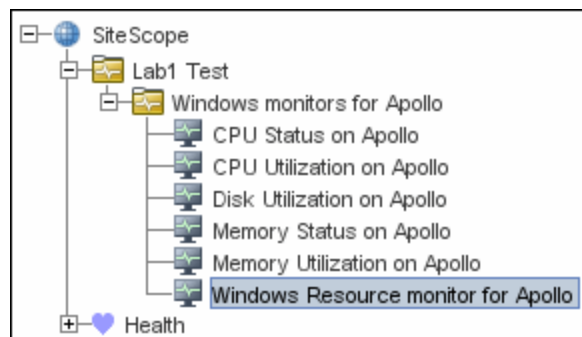 SiteScope
Lab1 Test
Windows monitors for Apollo
CPU Status on Apollo
CPU Utilization on Apollo
Disk Utilization on Apollo
Memory Status on Apollo
Memory Utilization on Apollo
Windows Resource monitor for Apollo
Health